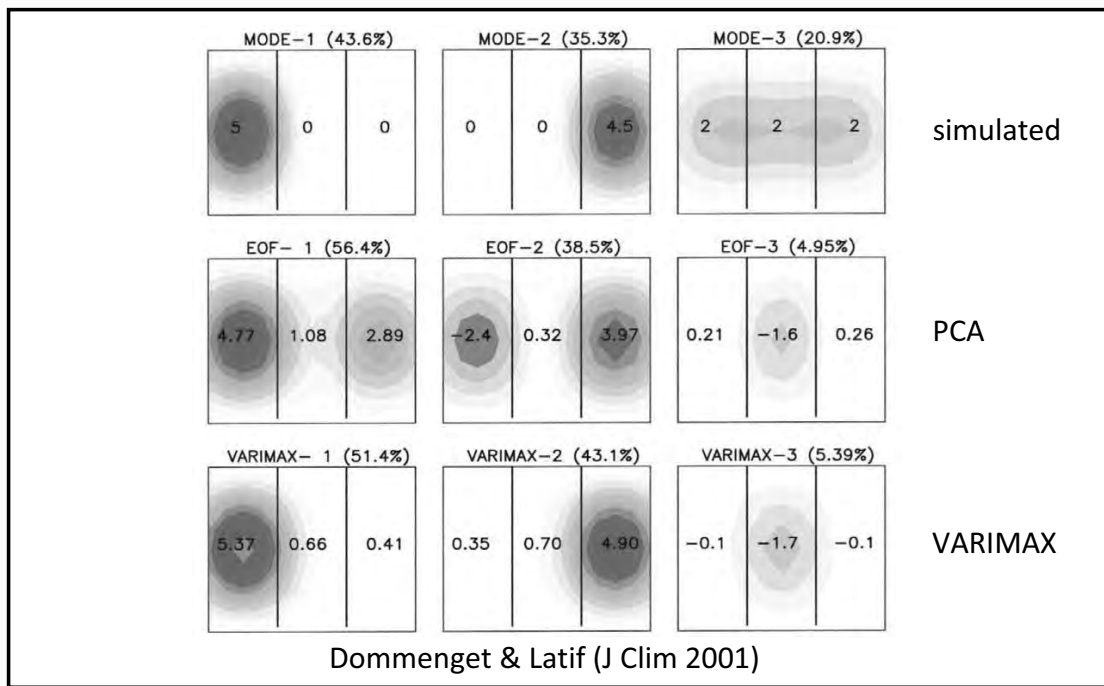 MODE-1 (43.6%) MODE-2 (35.3%) MODE-3 (20.9%)
5 0 0 0 0 4.5 2 2 2 simulated
EOF- 1 (56.4%) EOF-2 (38.5%) EOF-3 (4.95%)
4.77 1.08 2.89 -2.4 0.32 3.97 0.21 -1.6 0.26 PCA
VARIMAX- 1 (51.4%) VARIMAX-2 (43.1%) VARIMAX-3 (5.39%)
5.37 0.66 0.41 0.35 0.70 4.90 -0.1 -1.7 -0.1 VARIMAX
Dommenget & Latif (J Clim 2001)